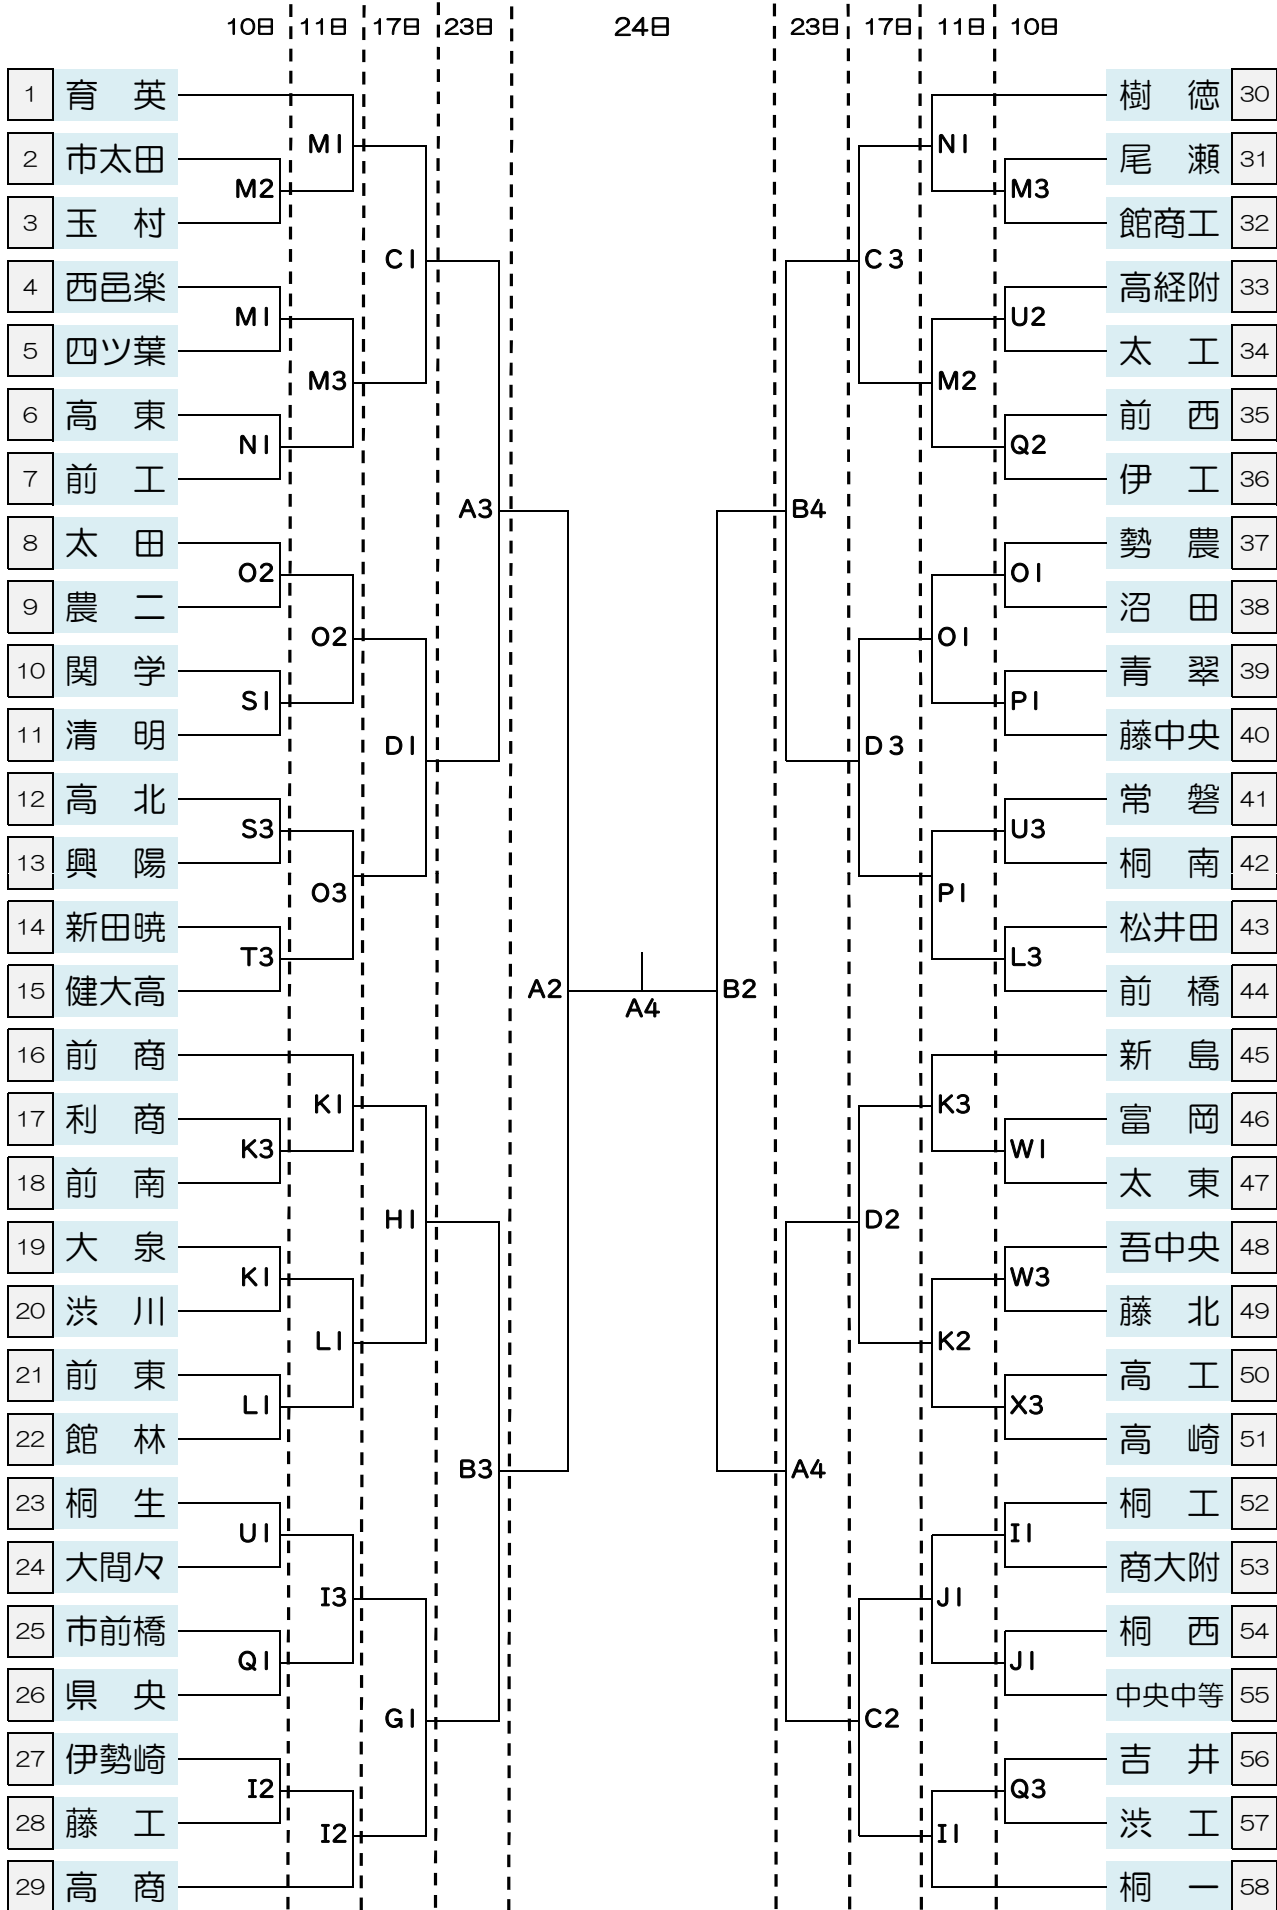 10日 11日 17日 23日 24日 23日 17日 11日 10日
1 育 英 樹 徳 30
M1 N1
2 市太田 尾 瀬 31
M2 M3
3 玉 村 館商工 32
C1 C3
4 西邑楽 高経附 33
M1 U2
5 四ツ葉 太 工 34
M3 M2
6 高 東 前 西 35
N1 Q2
7 前 工 伊 工 36
A3 B4
8 太 田 勢 農 37
O2 O1
9 農 二 沼 田 38
O2 O1
10 関 学 青 翠 39
S1 P1
11 清 明 藤中央 40
D1 D3
12 高 北 常 磐 41
S3 U3
13 興 陽 桐 南 42
O3 P1
14 新田暁 松井田 43
T3 L3
15 健大高 A2 B2 前 橋 44
A4
16 前 商 新 島 45
K1 K3
17 利 商 富 岡 46
K3 W1
18 前 南 太 東 47
H1 D2
19 大 泉 吾中央 48
K1 W3
20 渋 川 藤 北 49
L1 K2
21 前 東 高 工 50
L1 X3
22 館 林 高 崎 51
B3 A4
23 桐 生 桐 工 52
U1 I1
24 大間々 商大附 53
I3 J1
25 市前橋 桐 西 54
Q1 J1
26 県 央 中央中等 55
G1 C2
27 伊勢崎 吉 井 56
I2 Q3
28 藤 工 渋 工 57
I2 I1
29 高 商 桐 一 58